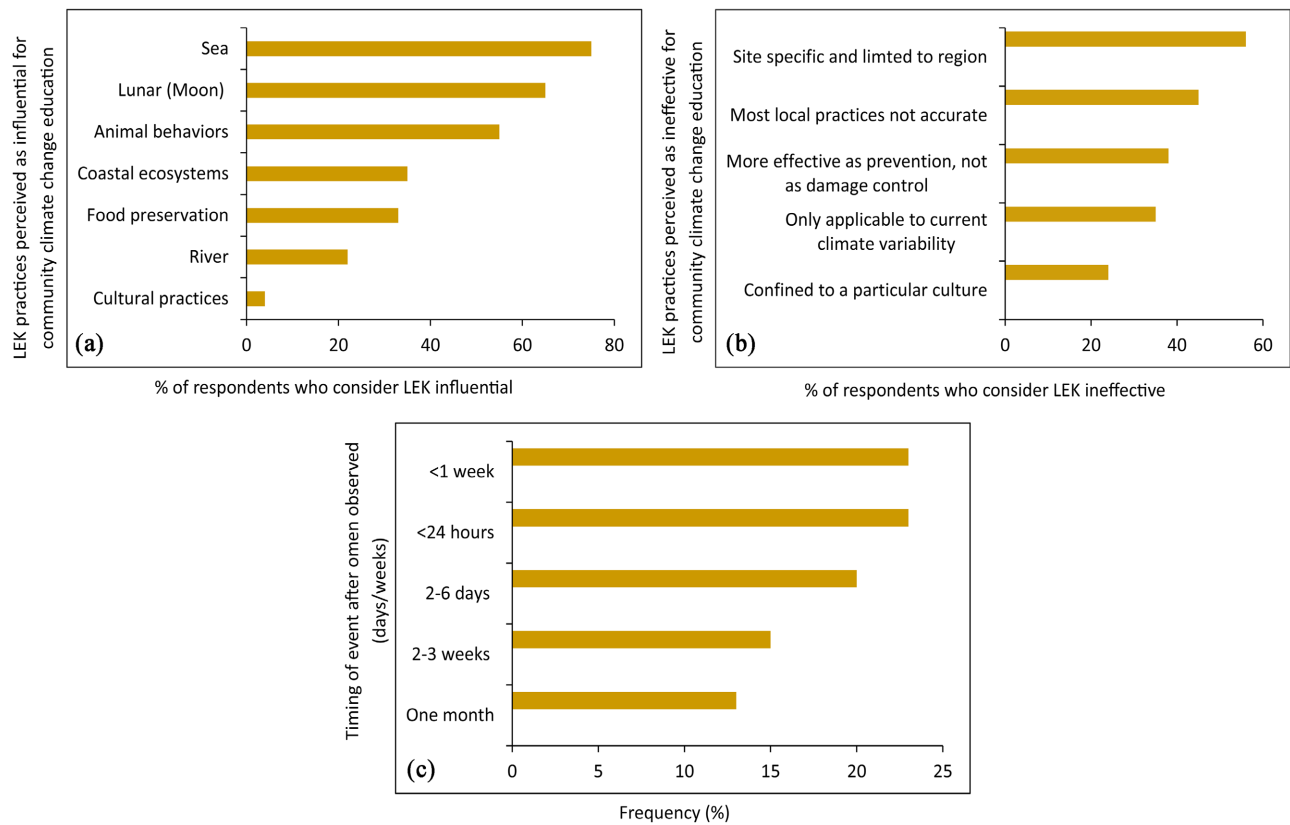 LEK practices perceived as influential for
community climate change education
Sea
Lunar (Moon)
Animal behaviors
Coastal ecosystems
Food preservation
River
Cultural practices
(a)
0 20 40 60 80
% of respondents who consider LEK influential
LEK practices perceived as ineffective for
community climate change education
Site specific and limted to region
Most local practices not accurate
More effective as prevention, not
as damage control
Only applicable to current
climate variability
Confined to a particular culture
(b)
0 20 40 60
% of respondents who consider LEK ineffective
Timing of event after omen observed
(days/weeks)
<1 week
<24 hours
2-6 days
2-3 weeks
One month
(c)
0 5 10 15 20 25
Frequency (%)